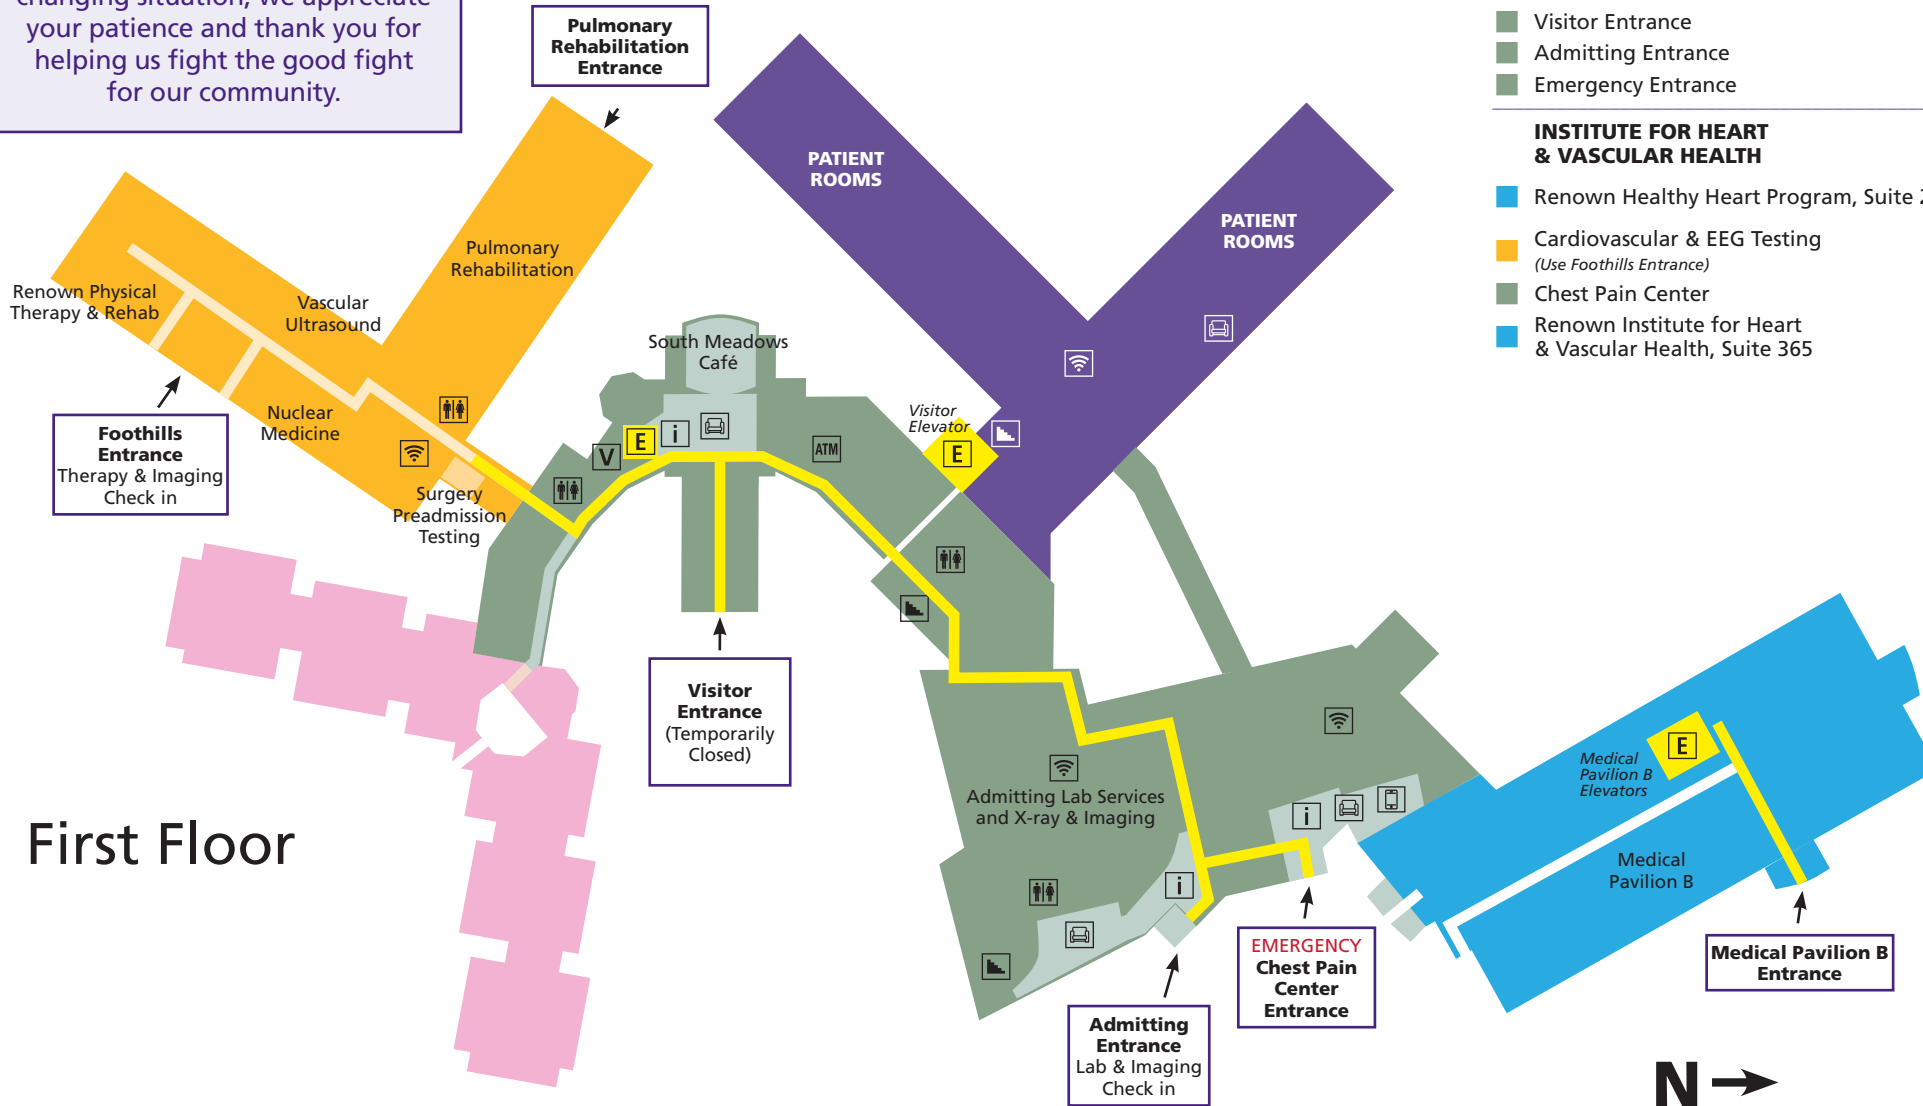 your patience and thank you for
helping us fight the good fight
for our community.
Pulmonary
Rehabilitation
Entrance
Visitor Entrance
Admitting Entrance
Emergency Entrance
INSTITUTE FOR HEART
& VASCULAR HEALTH
Renown Healthy Heart Program, Suite
Cardiovascular & EEG Testing
(Use Foothills Entrance)
Chest Pain Center
Renown Institute for Heart
& Vascular Health, Suite 365
PATIENT
ROOMS
PATIENT
ROOMS
Pulmonary
Rehabilitation
Renown Physical
Therapy & Rehab
Vascular
Ultrasound
South Meadows
Café
Nuclear
Medicine
Foothills
Entrance
Therapy & Imaging
Check in
Surgery
Preadmission
Testing
V
E
i
ATM
Visitor
Elevator
E
Visitor
Entrance
(Temporarily
Closed)
First Floor
Admitting Lab Services
and X-ray & Imaging
i
i
Medical
Pavilion B
Elevators
E
Medical
Pavilion B
EMERGENCY
Chest Pain
Center
Entrance
Medical Pavilion B
Entrance
Admitting
Entrance
Lab & Imaging
Check in
N